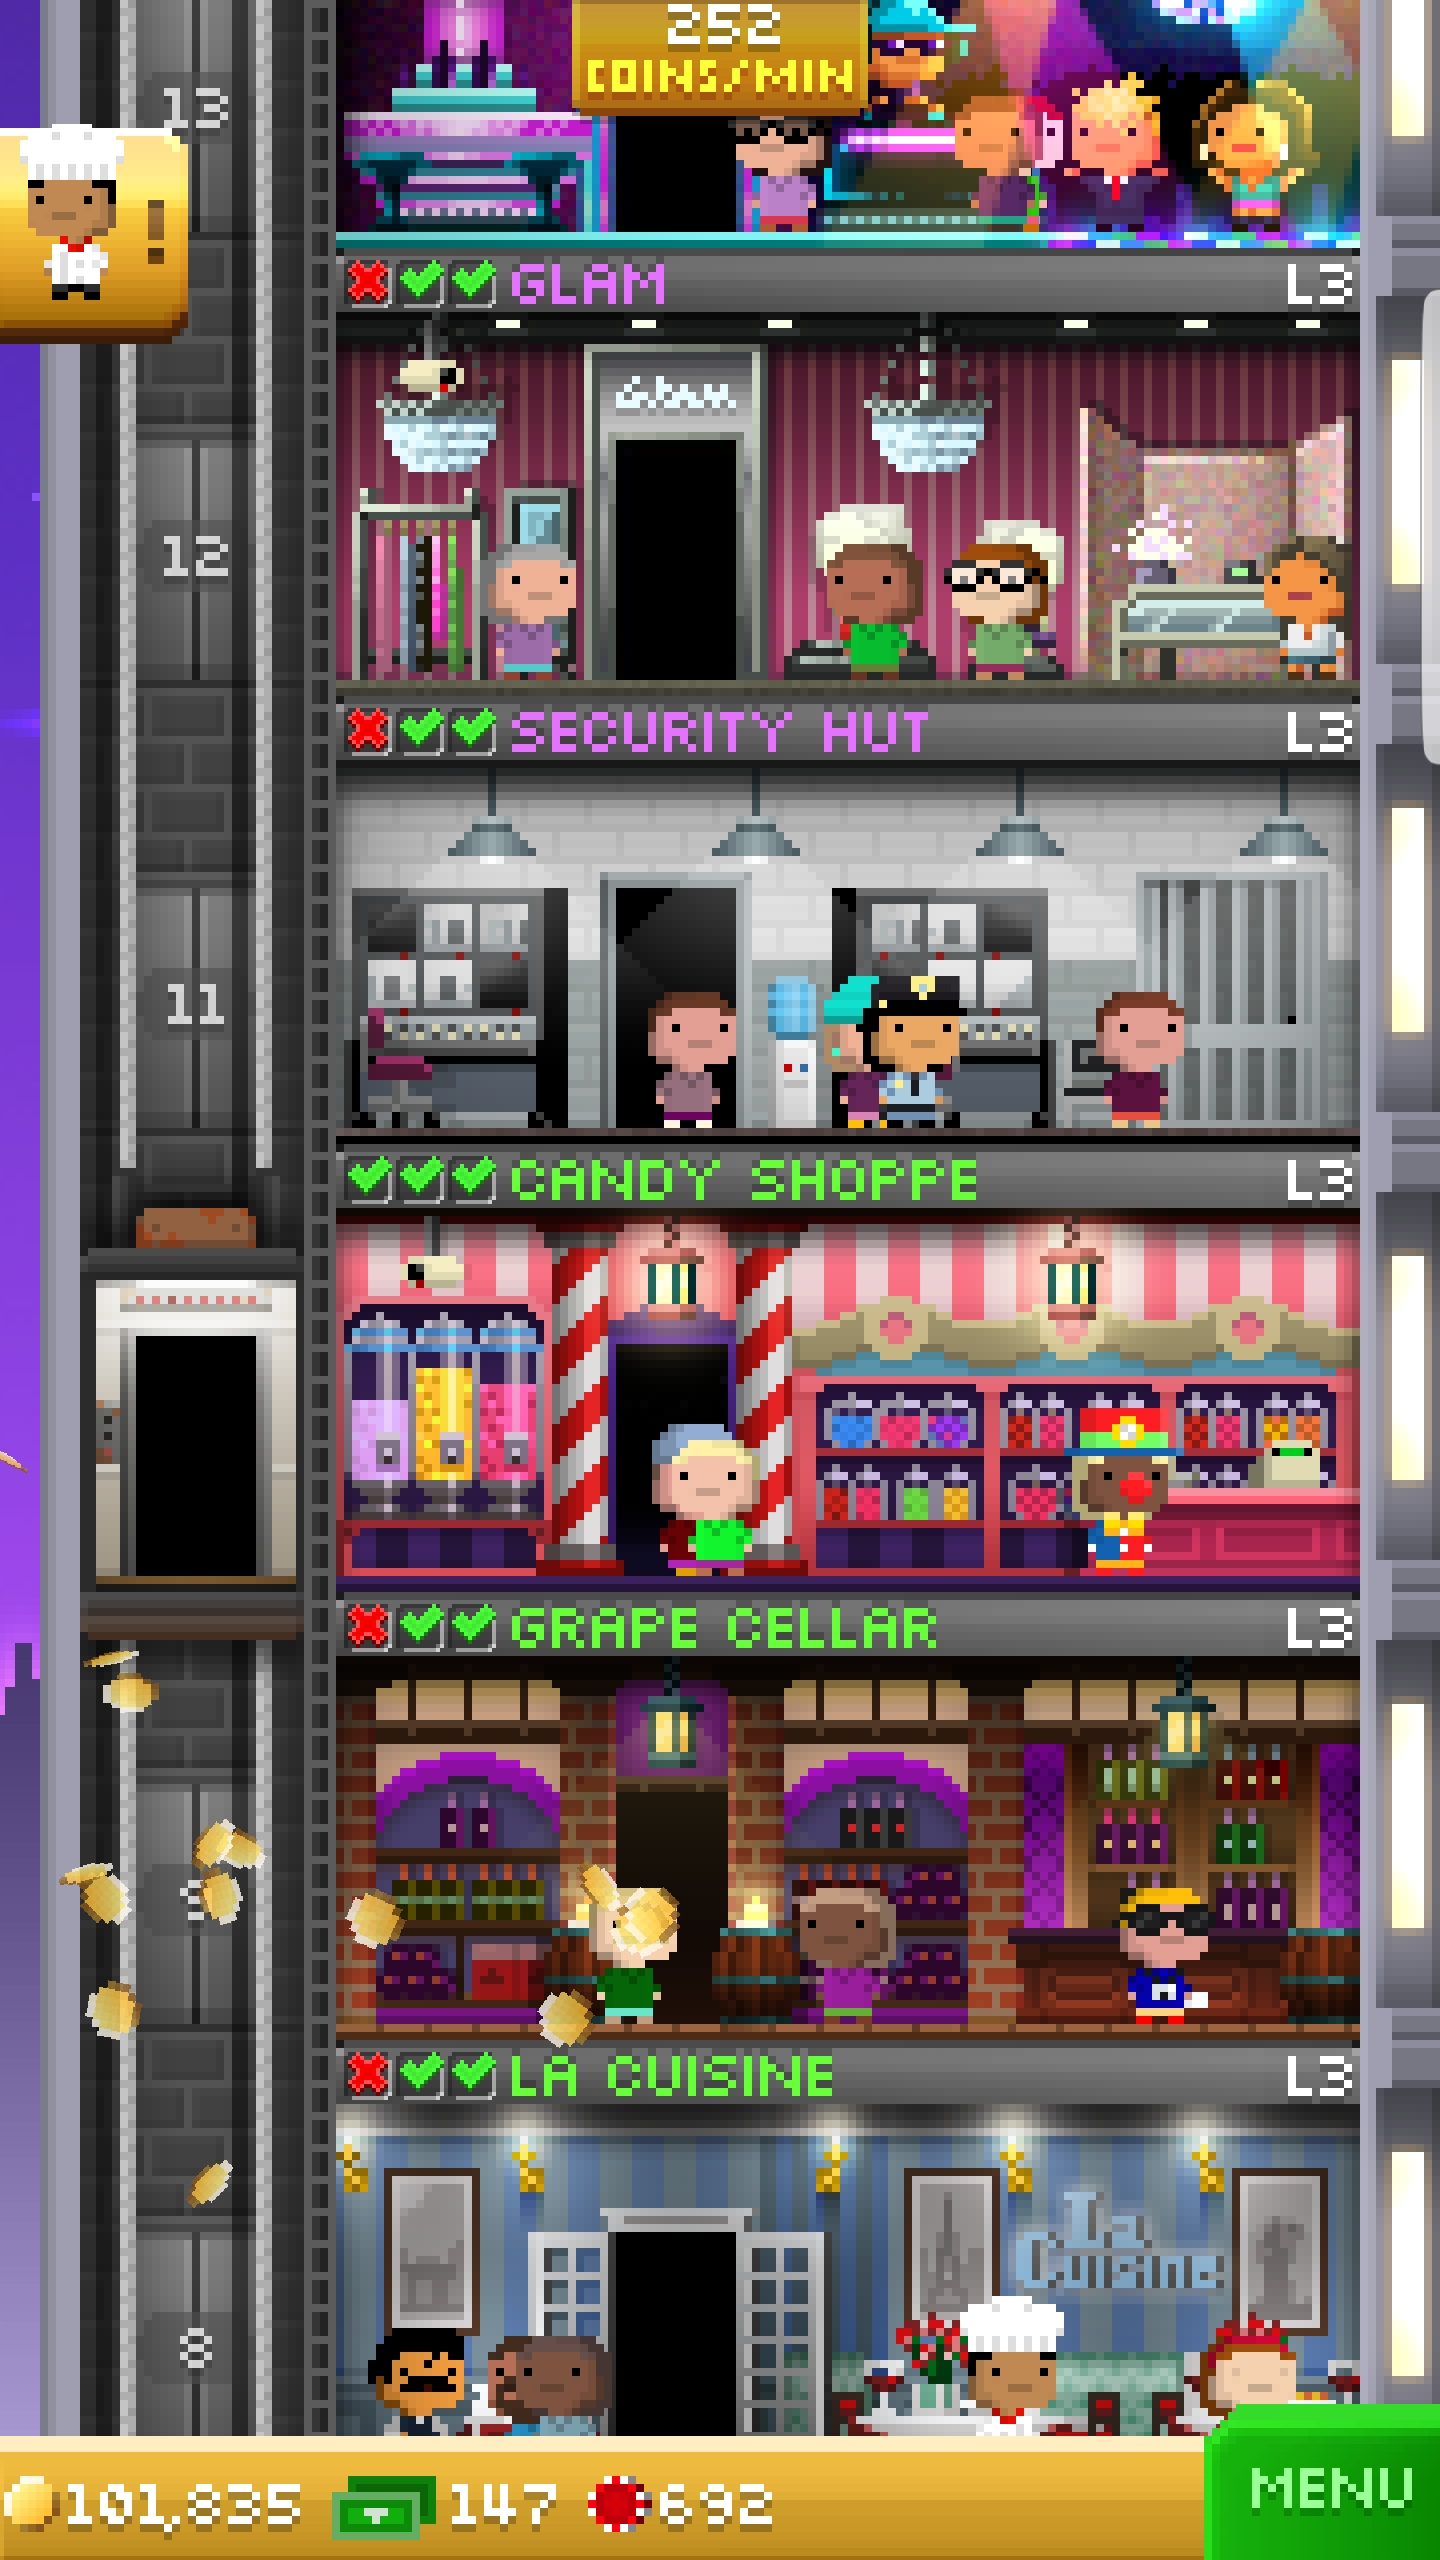 252
COINS/MIN
13
GLAM L3
Glam
12
SECURITY HUT L3
11
CANDY SHOPPE L3
GRAPE CELLAR L3
9
LA CUISINE L3
La
Cuisine
8
101,835 147 692
MENU